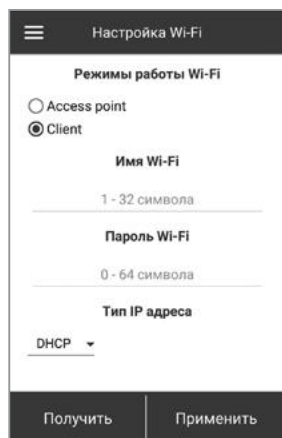 Настройка Wi-Fi
Режимы работы Wi-Fi
Access point
Client
Имя Wi-Fi
1 - 32 символа
Пароль Wi-Fi
0 - 64 символа
Тип IP адреса
DHCP
Получить
Применить